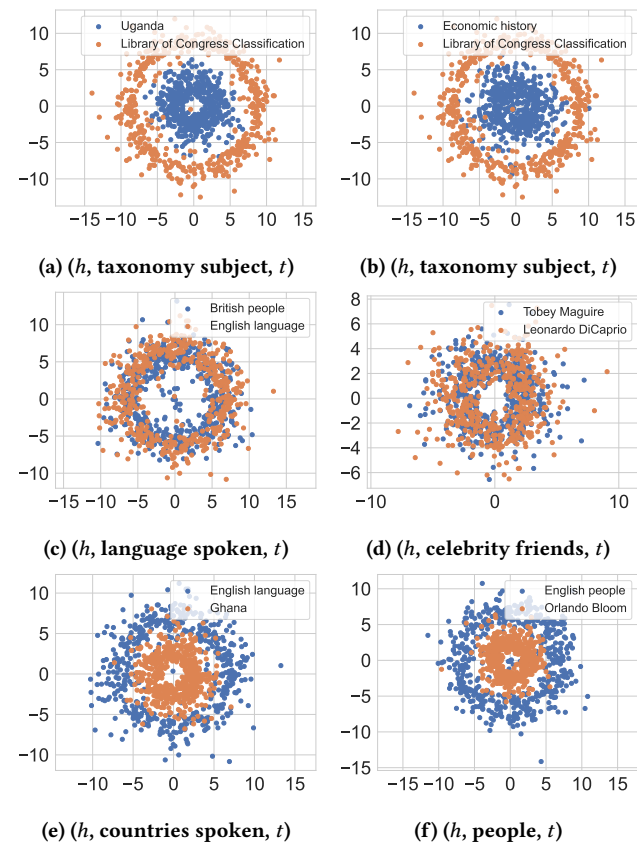 Uganda
Library of Congress Classification
10
5
0
−5
−10
−15 −10 −5 0 5 10 15
(a) (h, taxonomy subject, t)
Economic history
Library of Congress Classification
10
5
0
−5
−10
−15 −10 −5 0 5 10 15
(b) (h, taxonomy subject, t)
British people
English language
10
5
0
−5
−10
−15 −10 −5 0 5 10 15
(c) (h, language spoken, t)
Tobey Maguire
Leonardo DiCaprio
8
6
4
2
0
−2
−4
−6
−10 0 10
(d) (h, celebrity friends, t)
English language
Ghana
10
5
0
−5
−10
−10 −5 0 5 10 15
(e) (h, countries spoken, t)
English people
Orlando Bloom
10
5
0
−5
−10
−15
−15 −10 −5 0 5 10 15
(f) (h, people, t)